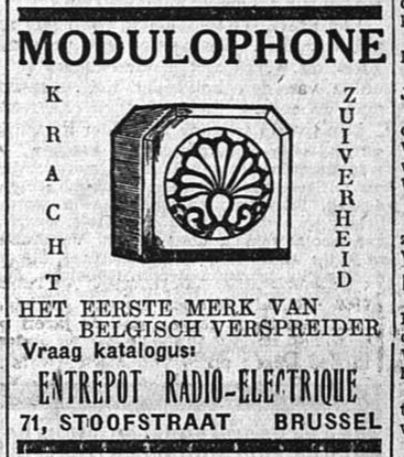 MODULOPHONE
KRACHT
ZUIVERHEID
HET EERSTE MERK VAN
BELGISCH VERSPREIDER
Vraag katalogus:
ENTREPOT RADIO-ELECTRIQUE
71, STOOFSTRAAT BRUSSEL